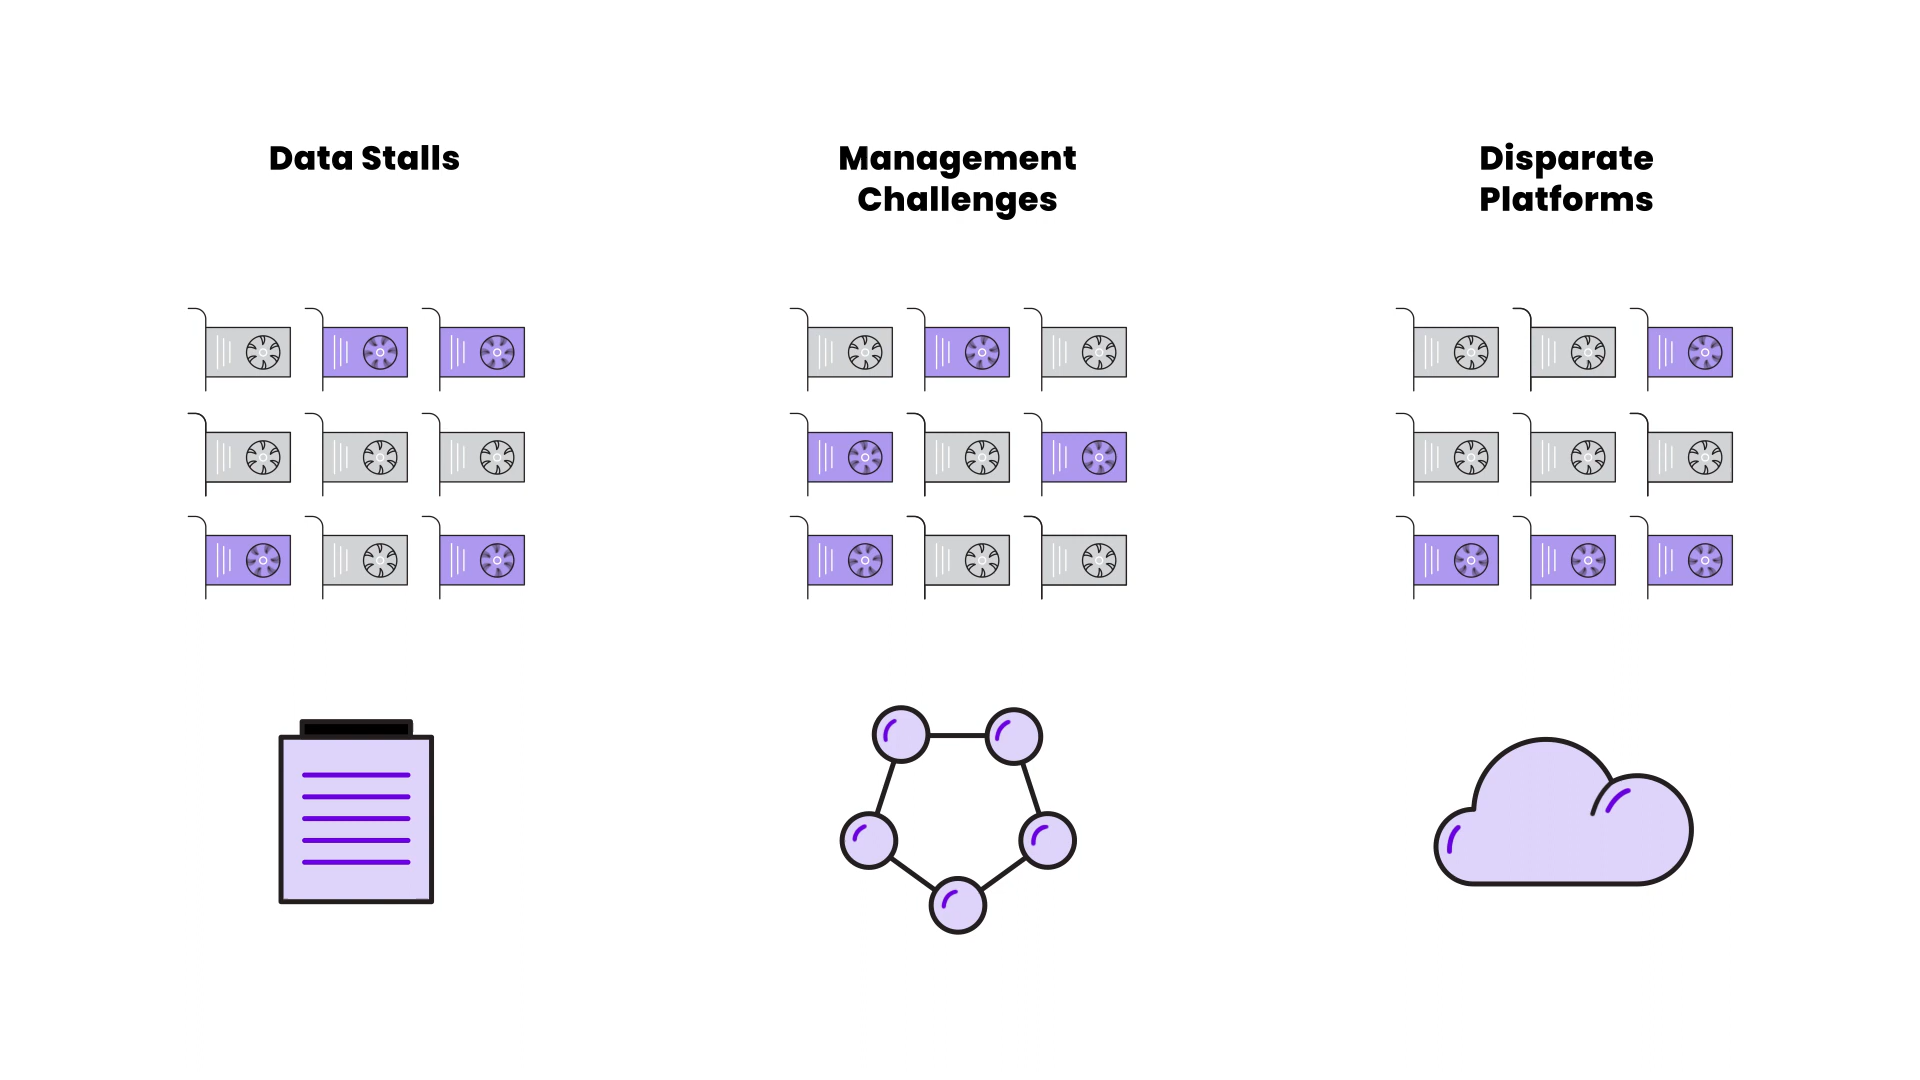 Data Stalls
Management
Challenges
Disparate
Platforms